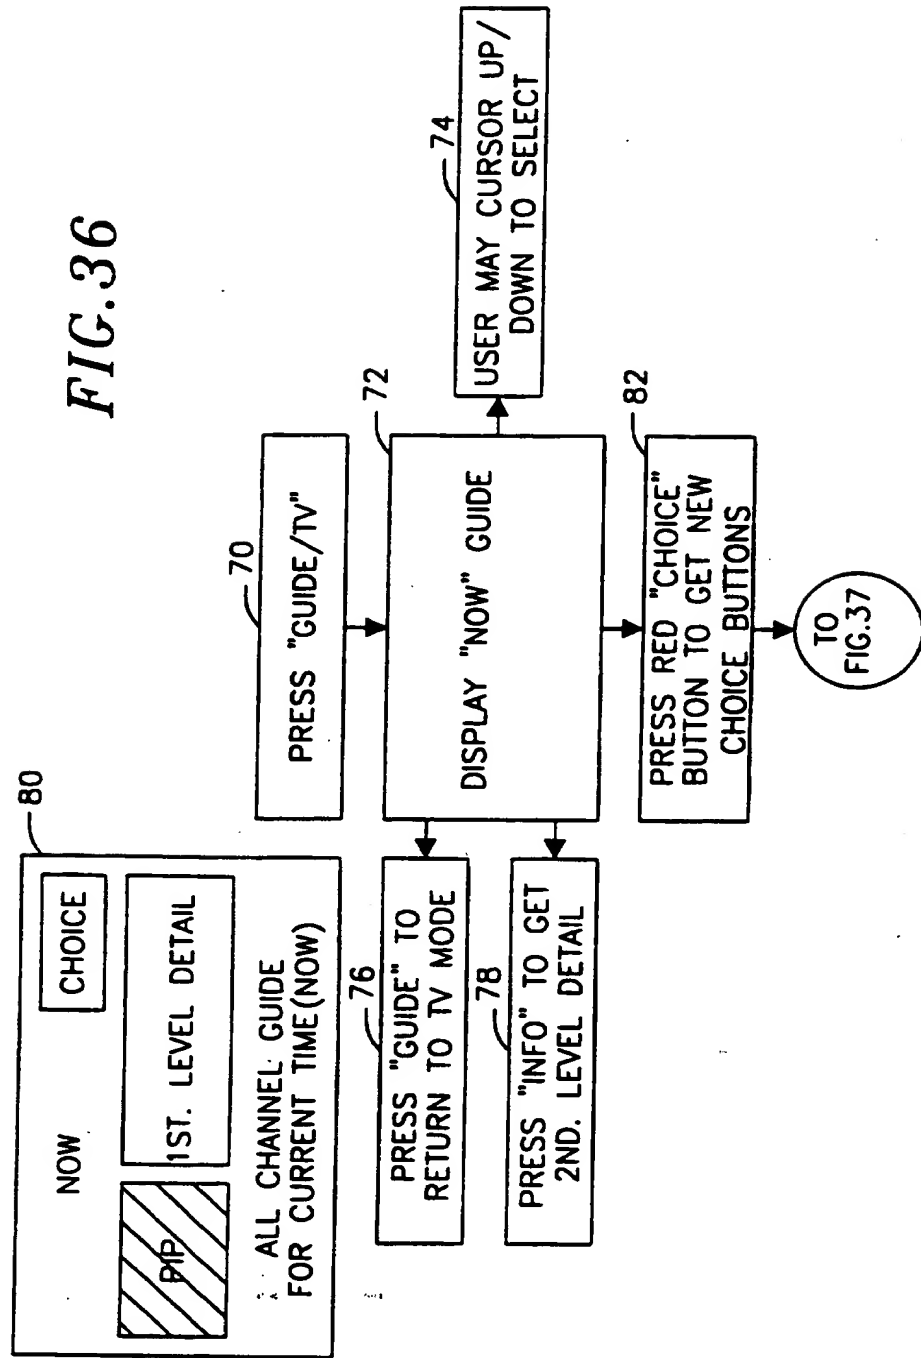 FIG.36
80
NOW
CHOICE
PIP
1ST. LEVEL DETAIL
ALL CHANNEL GUIDE
FOR CURRENT TIME(NOW)
70
PRESS "GUIDE/TV"
72
DISPLAY "NOW" GUIDE
74
USER MAY CURSOR UP/
DOWN TO SELECT
76
PRESS "GUIDE" TO
RETURN TO TV MODE
78
PRESS "INFO" TO GET
2ND. LEVEL DETAIL
82
PRESS RED "CHOICE"
BUTTON TO GET NEW
CHOICE BUTTONS
TO
FIG.37